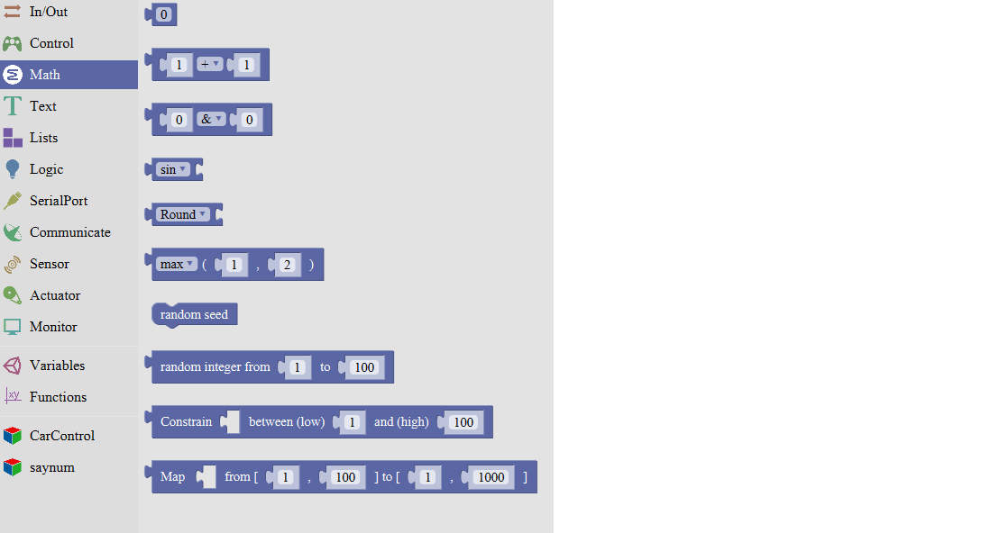 In/Out
Control
Math
Text
Lists
Logic
SerialPort
Communicate
Sensor
Actuator
Monitor
Variables
Functions
xy
CarControl
saynum
0
1 + 1
0 & 0
sin
Round
max ( 1 , 2 )
random seed
random integer from 1 to 100
Constrain between (low) 1 and (high) 100
Map from [ 1 , 100 ] to [ 1 , 1000 ]